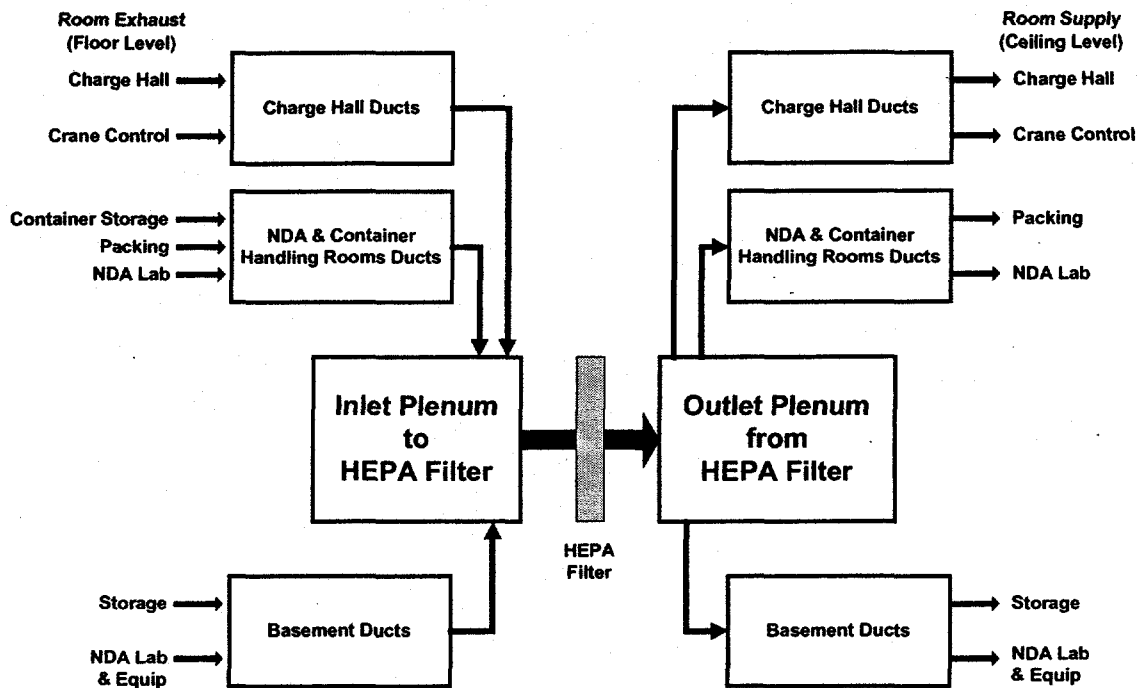 Room Exhaust
(Floor Level)
Charge Hall
Crane Control
Charge Hall Ducts
Container Storage
Packing
NDA Lab
NDA & Container
Handling Rooms Ducts
Inlet Plenum
to
HEPA Filter
HEPA
Filter
Storage
NDA Lab
& Equip
Basement Ducts
Room Supply
(Ceiling Level)
Charge Hall Ducts
Charge Hall
Crane Control
NDA & Container
Handling Rooms Ducts
Packing
NDA Lab
Outlet Plenum
from
HEPA Filter
Basement Ducts
Storage
NDA Lab
& Equip